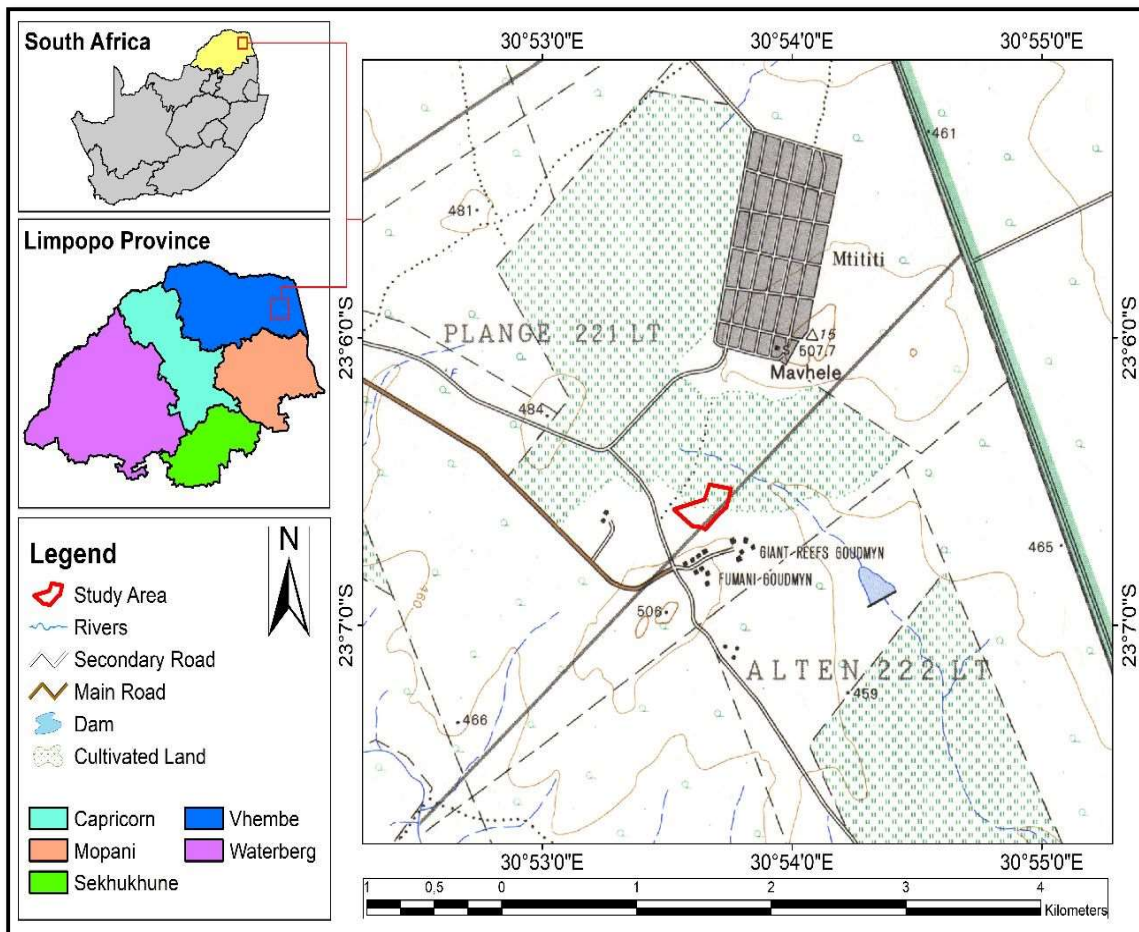 South Africa
Limpopo Province
Legend
N
Study Area
Rivers
Secondary Road
Main Road
Dam
Cultivated Land
Capricorn
Vhembe
Mopani
Waterberg
Sekhukhune
30°53'0"E
30°54'0"E
30°55'0"E
23°6'0"S
23°6'0"S
23°7'0"S
23°7'0"S
461
481
Mtititi
PLANGE 221 LT
15
S 507.7
Mavhele
484
465
GIANT-REEFS GOUDMYN
FUMANI-GOUDMYN
460
506
ALTEN 222 LT
459
466
30°53'0"E
30°54'0"E
30°55'0"E
1 0,5 0 1 2 3 4
Kilometers